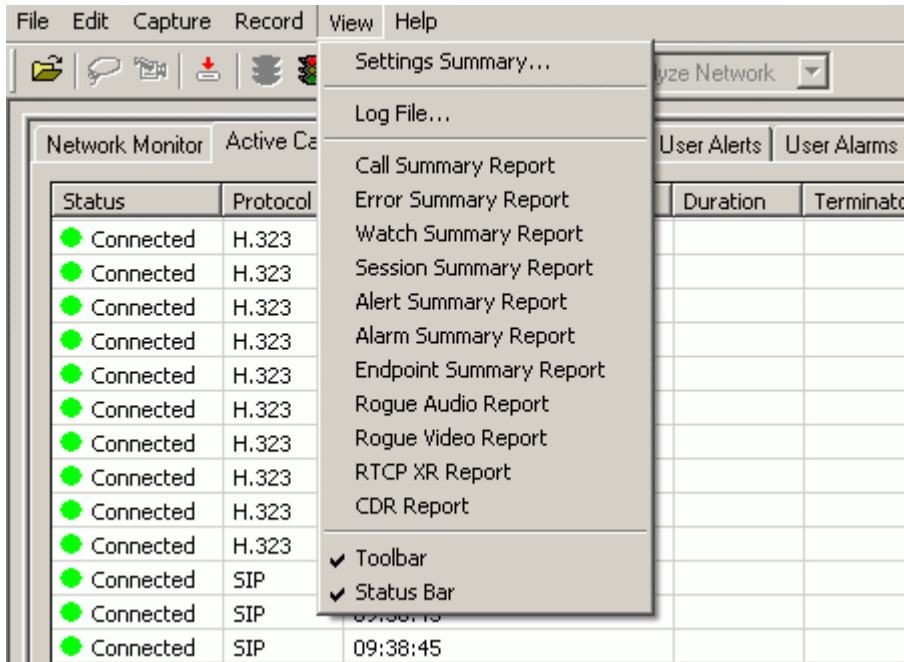 File Edit Capture Record View Help
Settings Summary...
yze Network
Log File...
Network Monitor Active Ca User Alerts User Alarms
Call Summary Report
Status Protocol Error Summary Report Duration Terminato
Connected H.323 Watch Summary Report
Connected H.323 Session Summary Report
Connected H.323 Alert Summary Report
Connected H.323 Alarm Summary Report
Connected H.323 Endpoint Summary Report
Connected H.323 Rogue Audio Report
Connected H.323 Rogue Video Report
Connected H.323 RTCP XR Report
Connected H.323 CDR Report
Connected H.323
Toolbar
Connected SIP
Status Bar
Connected SIP
Connected SIP 09:38:45